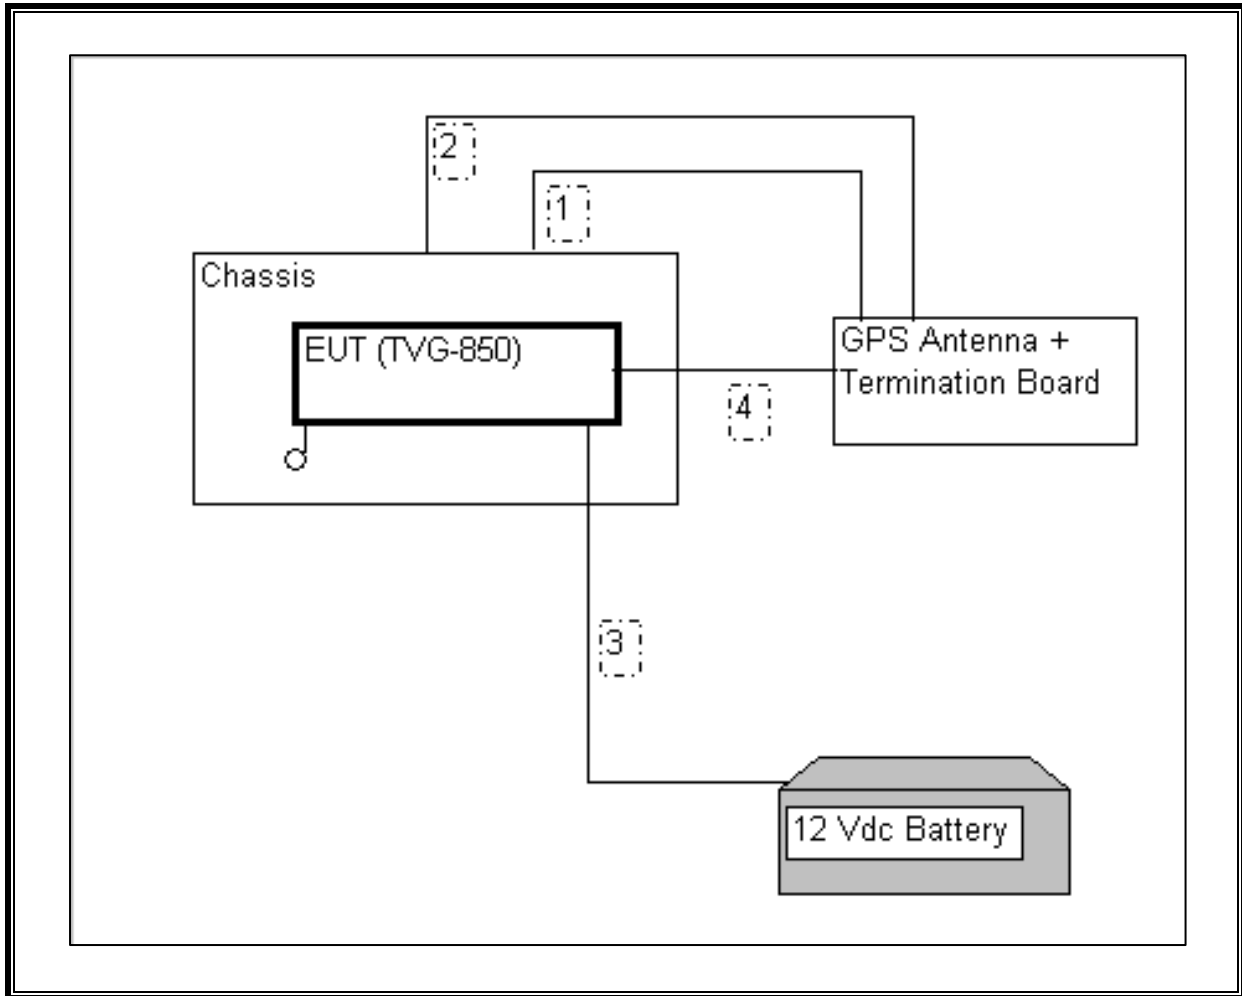 2
1
Chassis
EUT (TVG-850)
GPS Antenna +
Termination Board
4
3
12 Vdc Battery